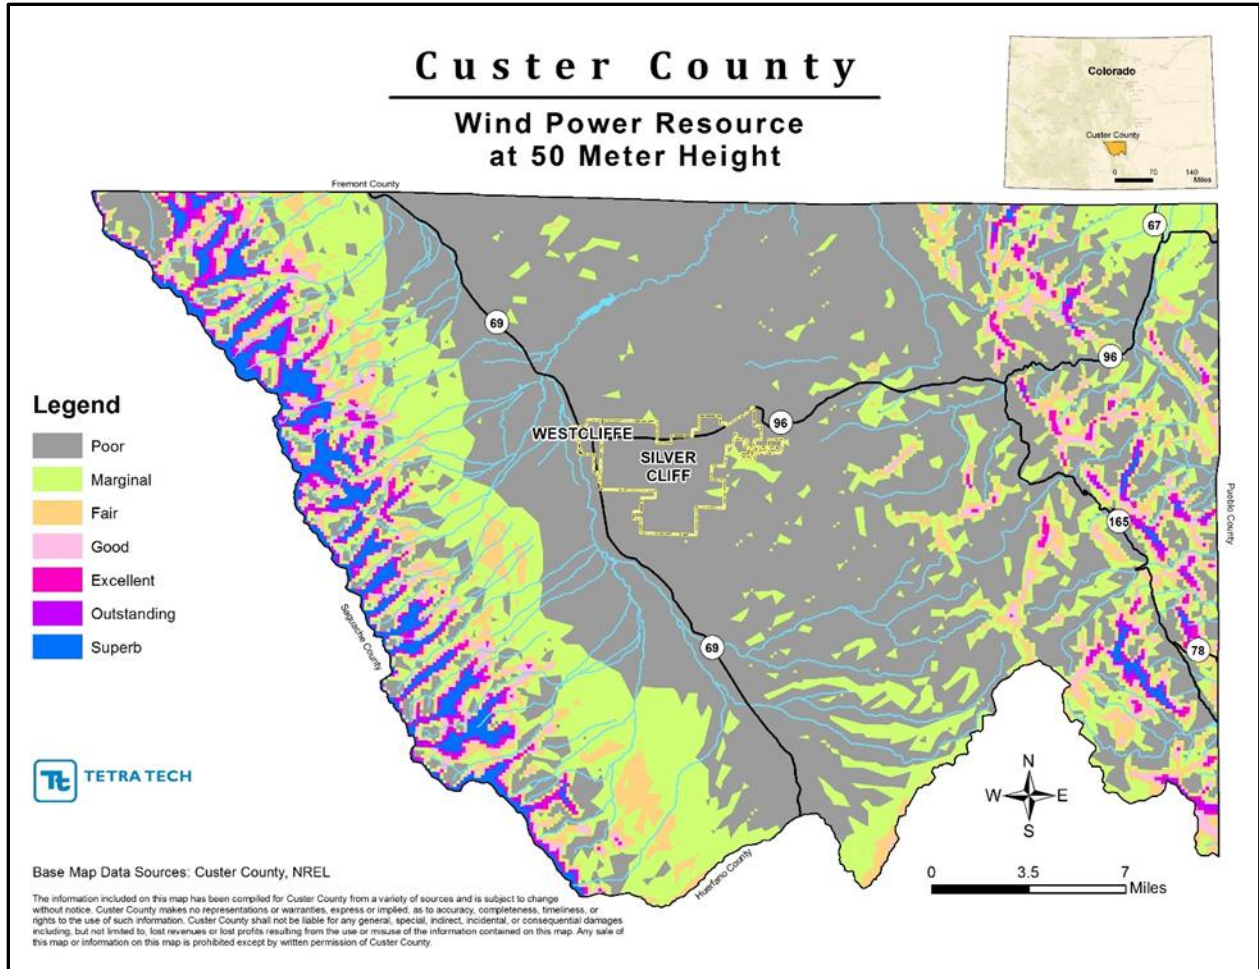 Custer County
Wind Power Resource
at 50 Meter Height
Colorado
Custer County
0 70 140
Miles
Fremont County
67
69
96
Legend
Poor
Marginal
Fair
Good
Excellent
Outstanding
Superb
WESTCLIFFE
96
SILVER
CLIFF
Pueblo County
165
Saguache County
69
78
Tt TETRA TECH
N
W E
S
Huerfano County
0 3.5 7
Miles
Base Map Data Sources: Custer County, NREL
The information included on this map has been compiled for Custer County from a variety of sources and is subject to change
without notice. Custer County makes no representations or warranties, express or implied, as to accuracy, completeness, timeliness, or
rights to the use of such information. Custer County shall not be liable for any general, special, indirect, incidental, or consequential damages
including, but not limited to, lost revenues or lost profits resulting from the use or misuse of the information contained on this map. Any sale of
this map or information on this map is prohibited except by written permission of Custer County.